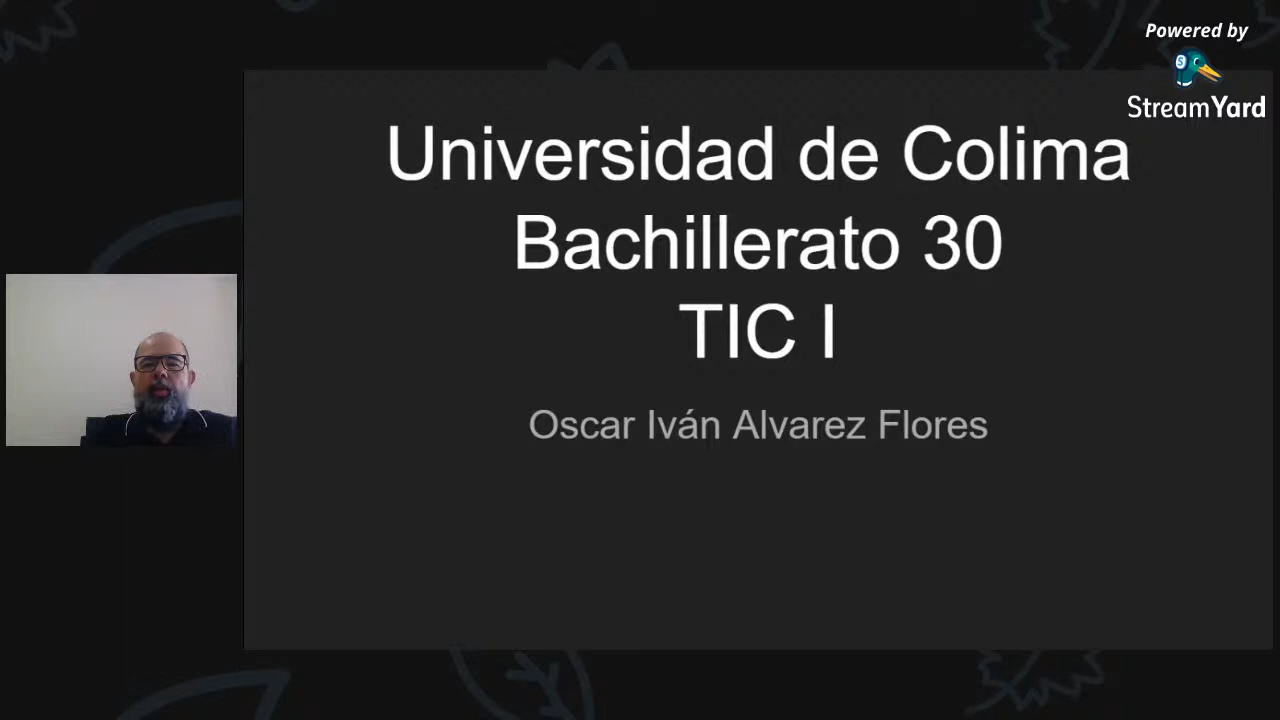 Powered by
StreamYard
Universidad de Colima
Bachillerato 30
TIC I
Oscar Iván Alvarez Flores